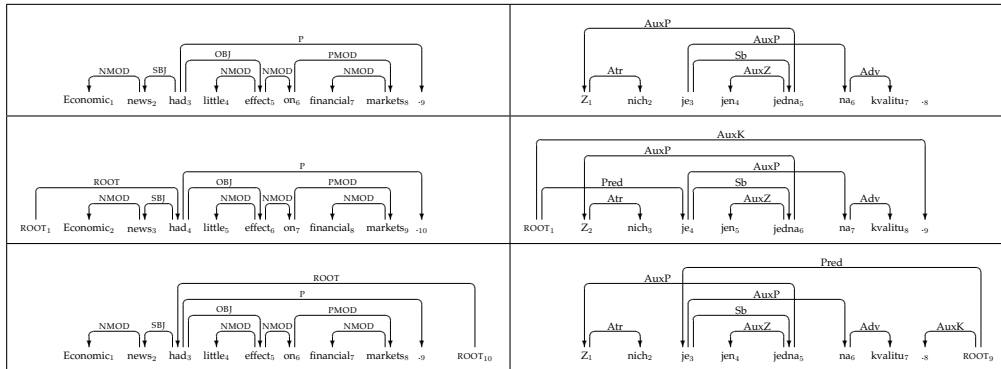 P
OBJ PMOD
NMOD SBJ NMOD NMOD NMOD
Economic₁ news₂ had₃ little₄ effect₅ on₆ financial₇ markets₈ .₉
AuxP
AuxP
Sb
Atr AuxZ Adv
Z₁ nich₂ je₃ jen₄ jedna₅ na₆ kvalitu₇ .₈
P
ROOT OBJ PMOD
NMOD SBJ NMOD NMOD NMOD
ROOT₁ Economic₂ news₃ had₄ little₅ effect₆ on₇ financial₈ markets₉ .₁₀
AuxK
AuxP
AuxP
Pred Sb
Atr AuxZ Adv
ROOT₁ Z₂ nich₃ je₄ jen₅ jedna₆ na₇ kvalitu₈ .₉
ROOT
P
OBJ PMOD
NMOD SBJ NMOD NMOD NMOD
Economic₁ news₂ had₃ little₄ effect₅ on₆ financial₇ markets₈ .₉ ROOT₁₀
Pred
AuxP
AuxP
Sb
Atr AuxZ Adv AuxK
Z₁ nich₂ je₃ jen₄ jedna₅ na₆ kvalitu₇ .₈ ROOT₉